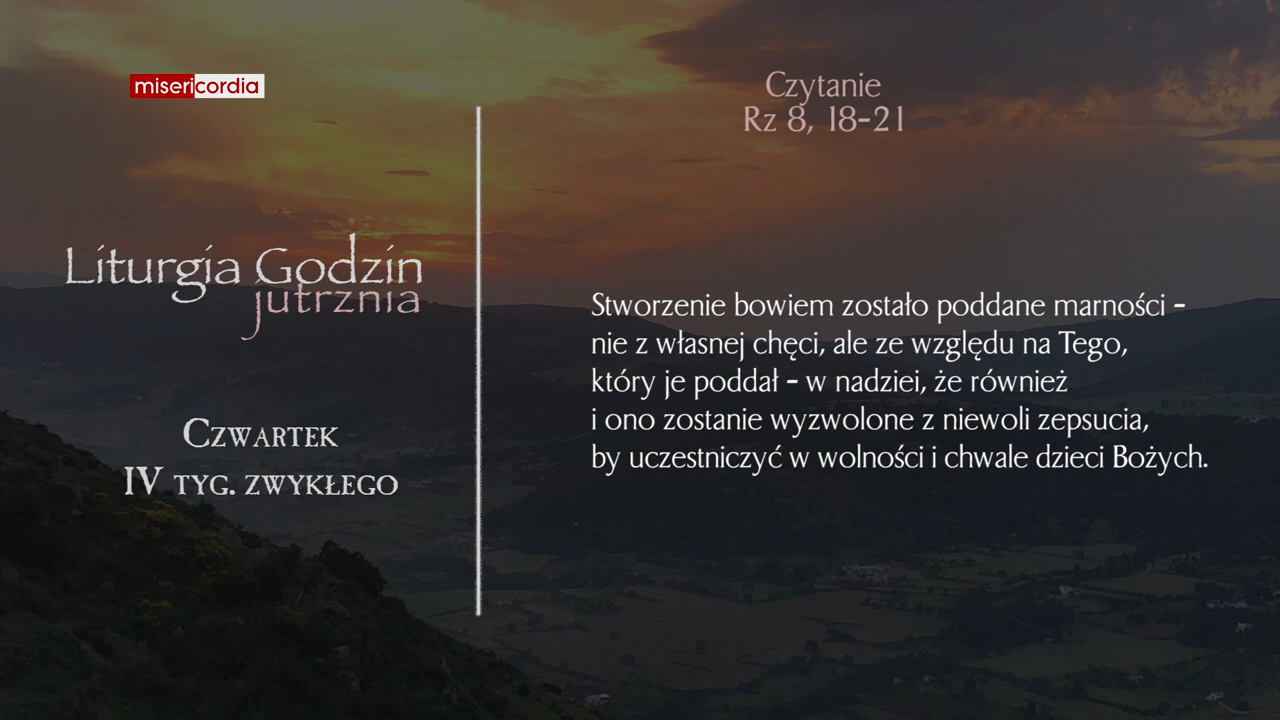 misericordia
Liturgia Godzin
jutrznia
Czwartek
IV tyg. zwykłego
Czytanie
Rz 8, 18-21
Stworzenie bowiem zostało poddane marności -
nie z własnej chęci, ale ze względu na Tego,
który je poddał - w nadziei, że również
i ono zostanie wyzwolone z niewoli zepsucia,
by uczestniczyć w wolności i chwale dzieci Bożych.